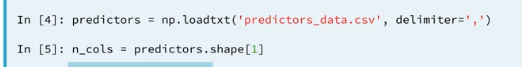 In [4]: predictors = np.loadtxt('predictors_data.csv', delimiter=',')
In [5]: n_cols = predictors.shape[1]